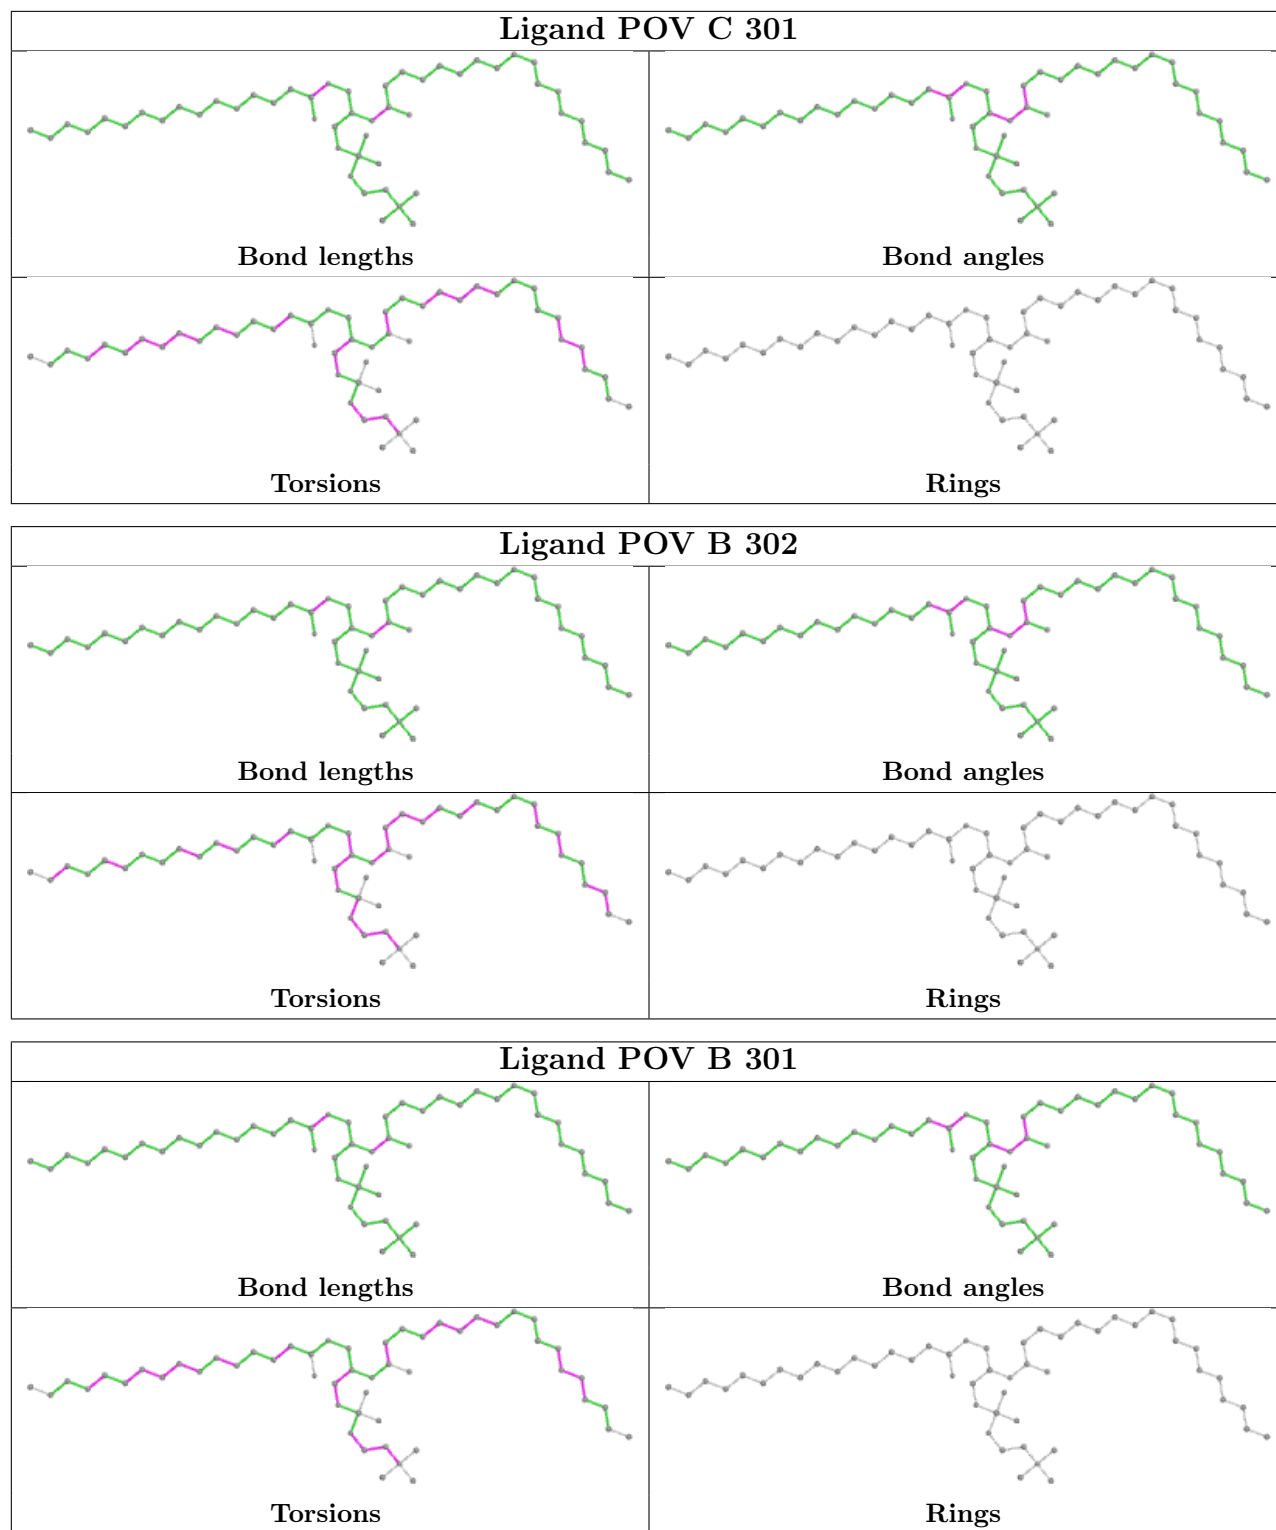 Ligand POV C 301
Bond lengths
Bond angles
Torsions
Rings
Ligand POV B 302
Bond lengths
Bond angles
Torsions
Rings
Ligand POV B 301
Bond lengths
Bond angles
Torsions
Rings